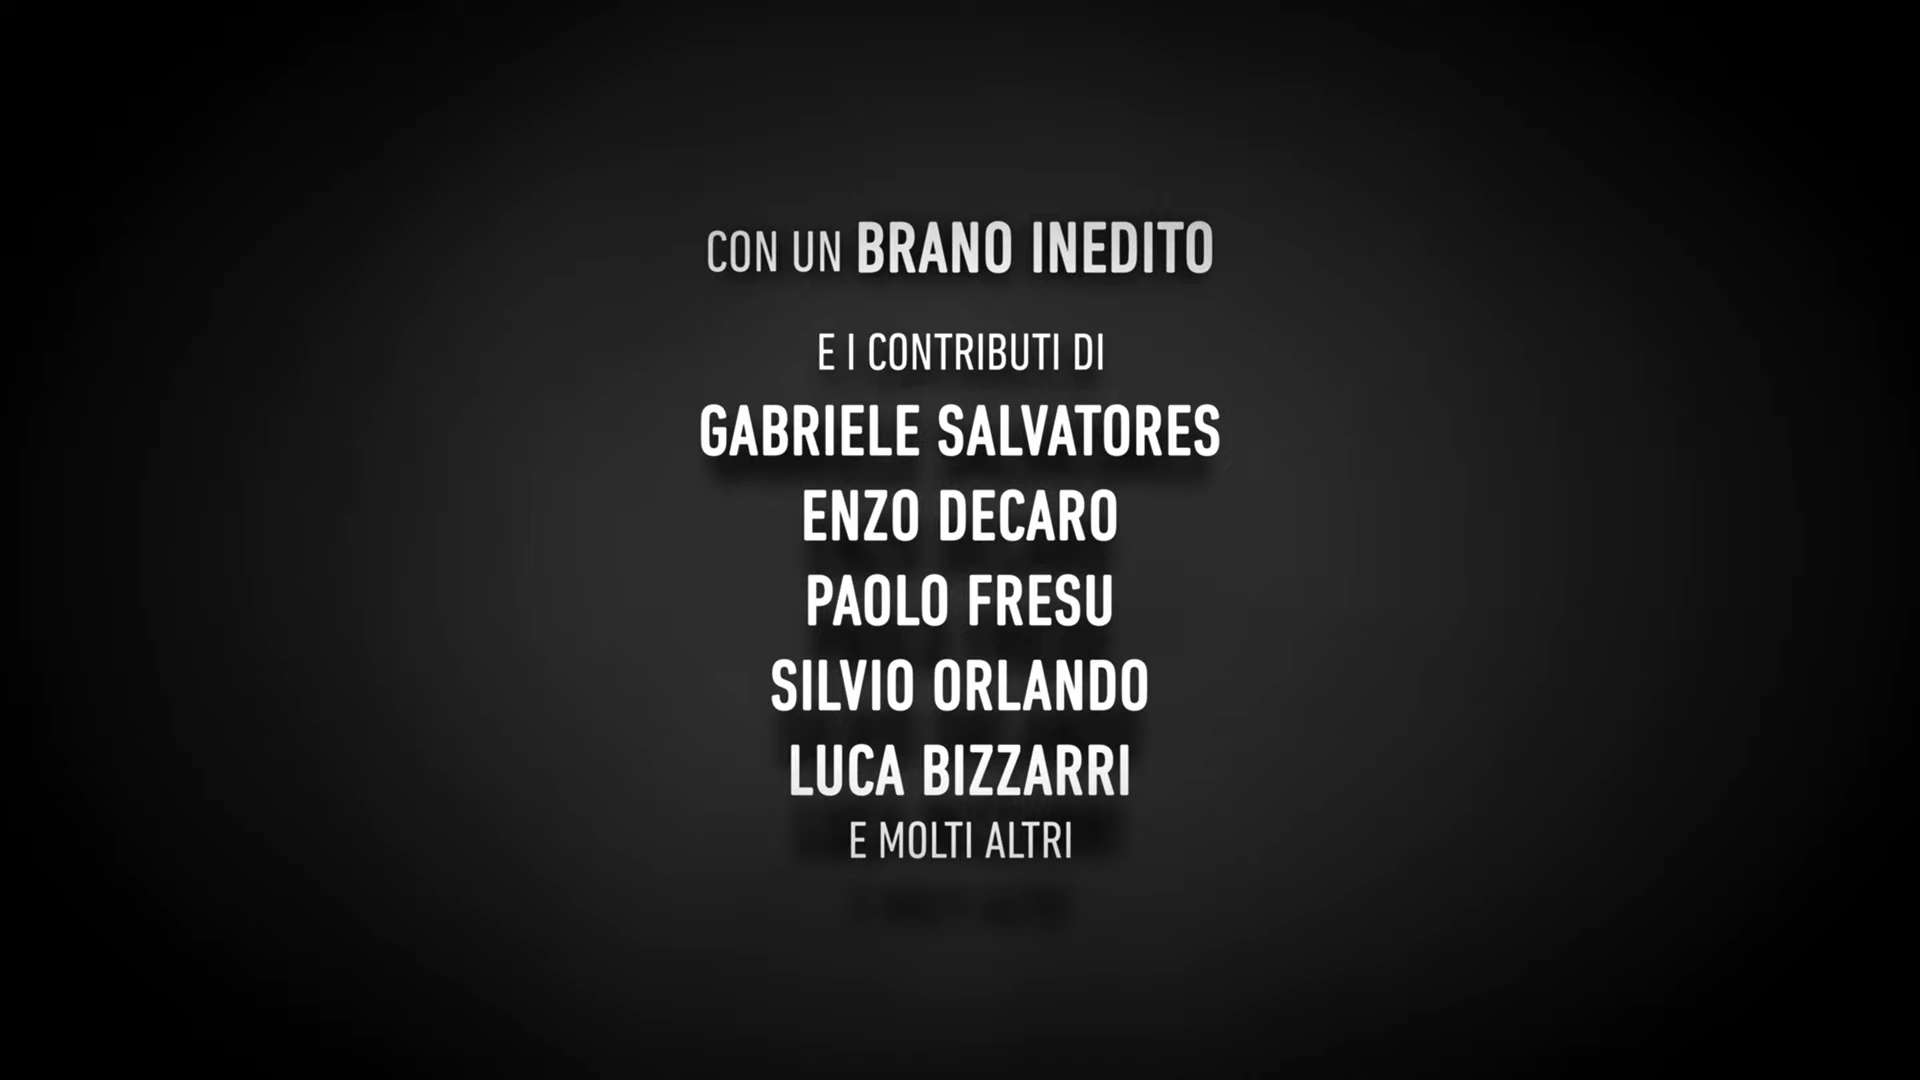 CON UN BRANO INEDITO
E I CONTRIBUTI DI
GABRIELE SALVATORES
ENZO DECARO
PAOLO FRESU
SILVIO ORLANDO
LUCA BIZZARRI
E MOLTI ALTRI